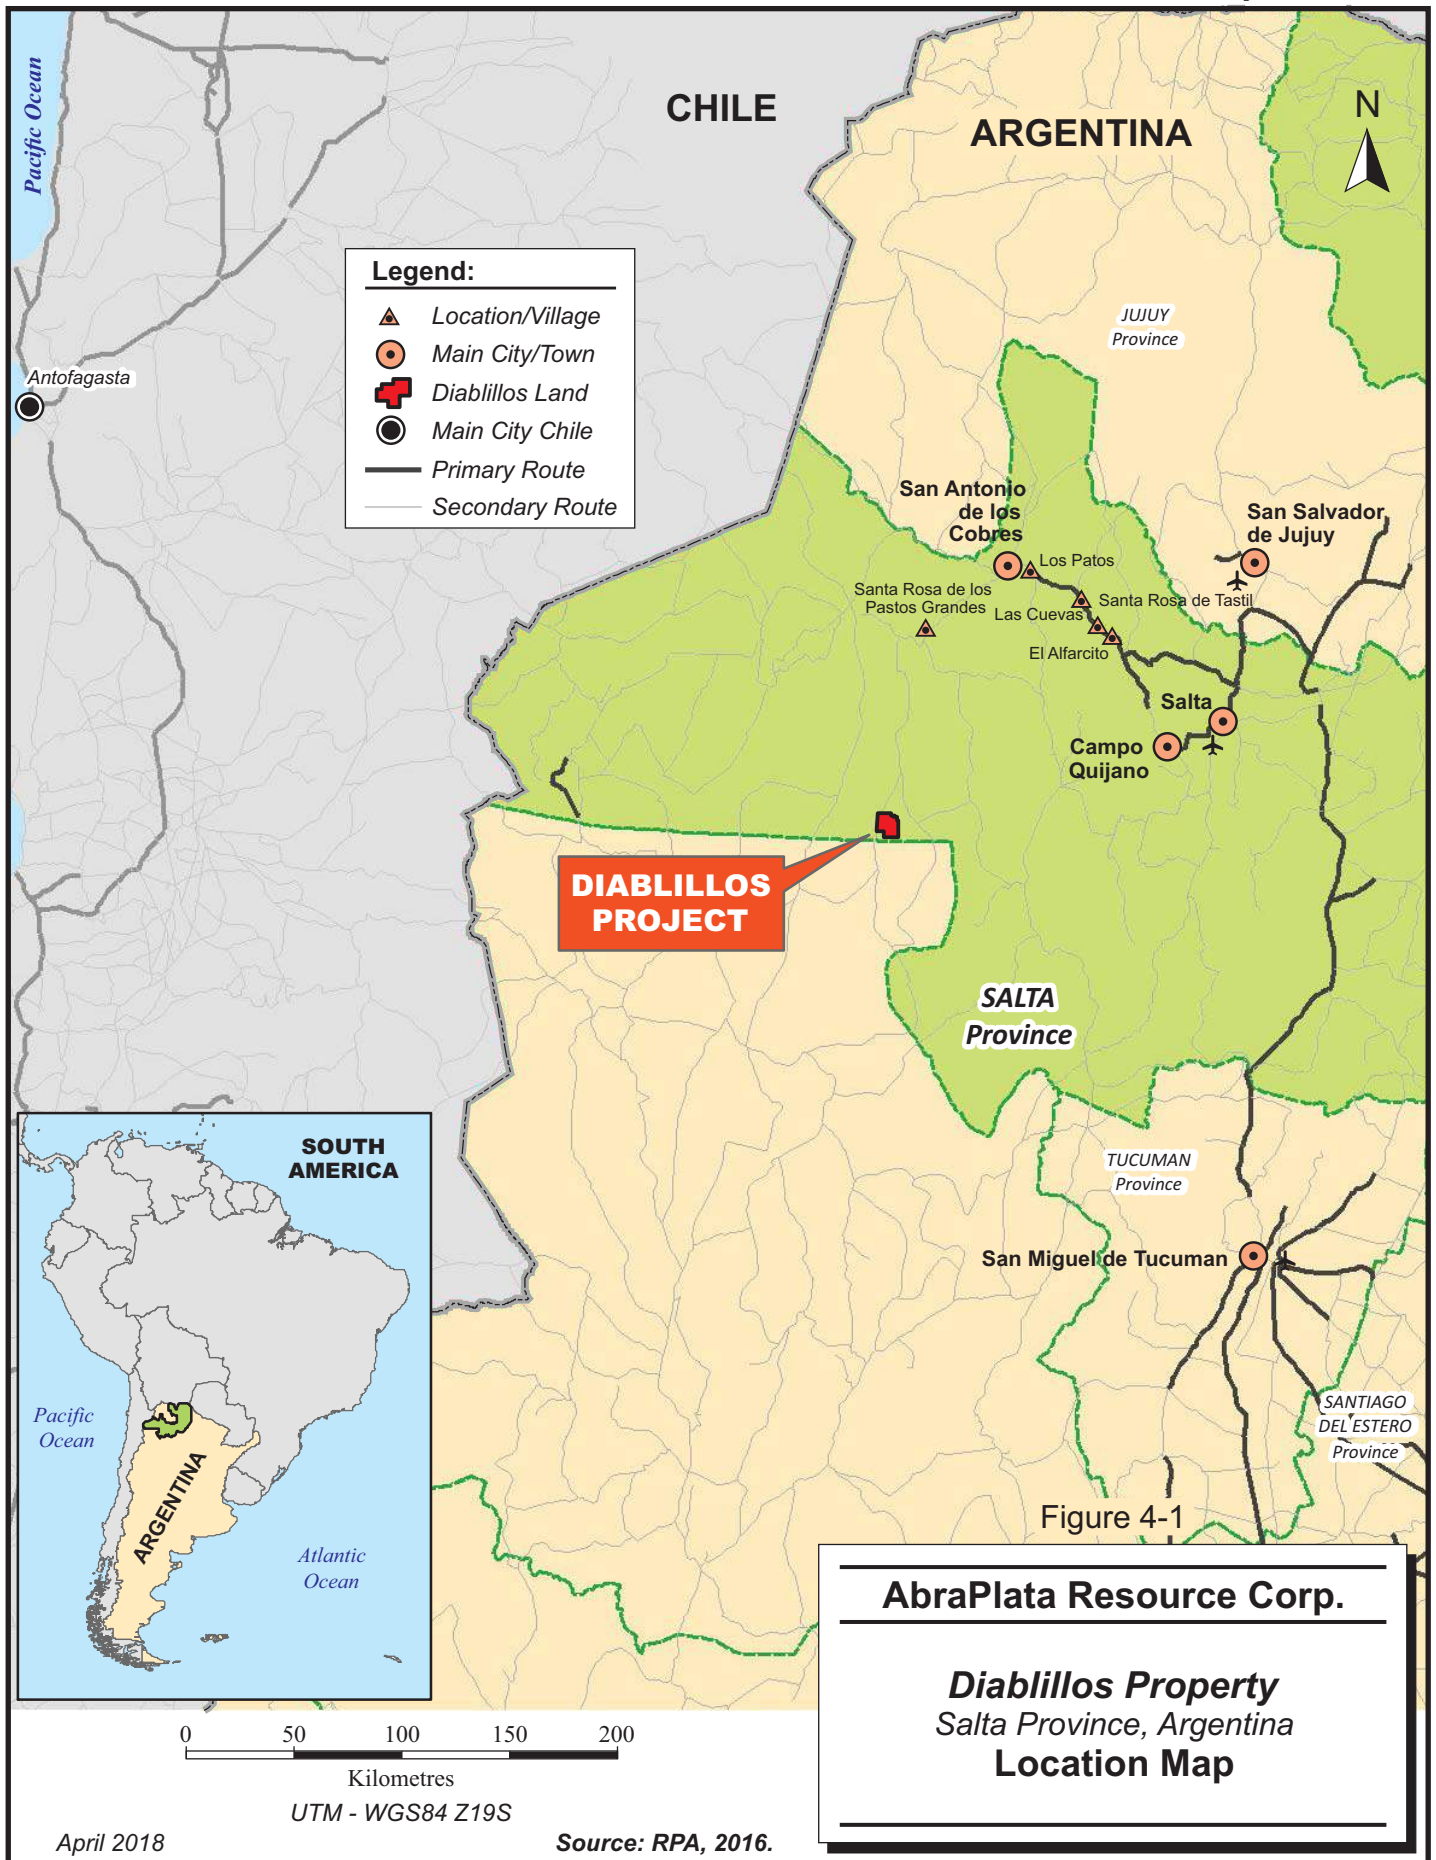 Pacific Ocean
CHILE
ARGENTINA
N
Legend:
Location/Village
Main City/Town
Diablillos Land
Main City Chile
Primary Route
Secondary Route
Antofagasta
JUJUY
Province
San Antonio
de los
Cobres
San Salvador
de Jujuy
Los Patos
Santa Rosa de los
Pastos Grandes
Santa Rosa de Tastil
Las Cuevas
El Alfarcito
Salta
Campo
Quijano
DIABLILLOS
PROJECT
SALTA
Province
TUCUMAN
Province
San Miguel de Tucuman
SANTIAGO
DEL ESTERO
Province
SOUTH
AMERICA
Pacific
Ocean
ARGENTINA
Atlantic
Ocean
Figure 4-1
AbraPlata Resource Corp.
Diablillos Property
Salta Province, Argentina
Location Map
0 50 100 150 200
Kilometres
UTM - WGS84 Z19S
April 2018
Source: RPA, 2016.